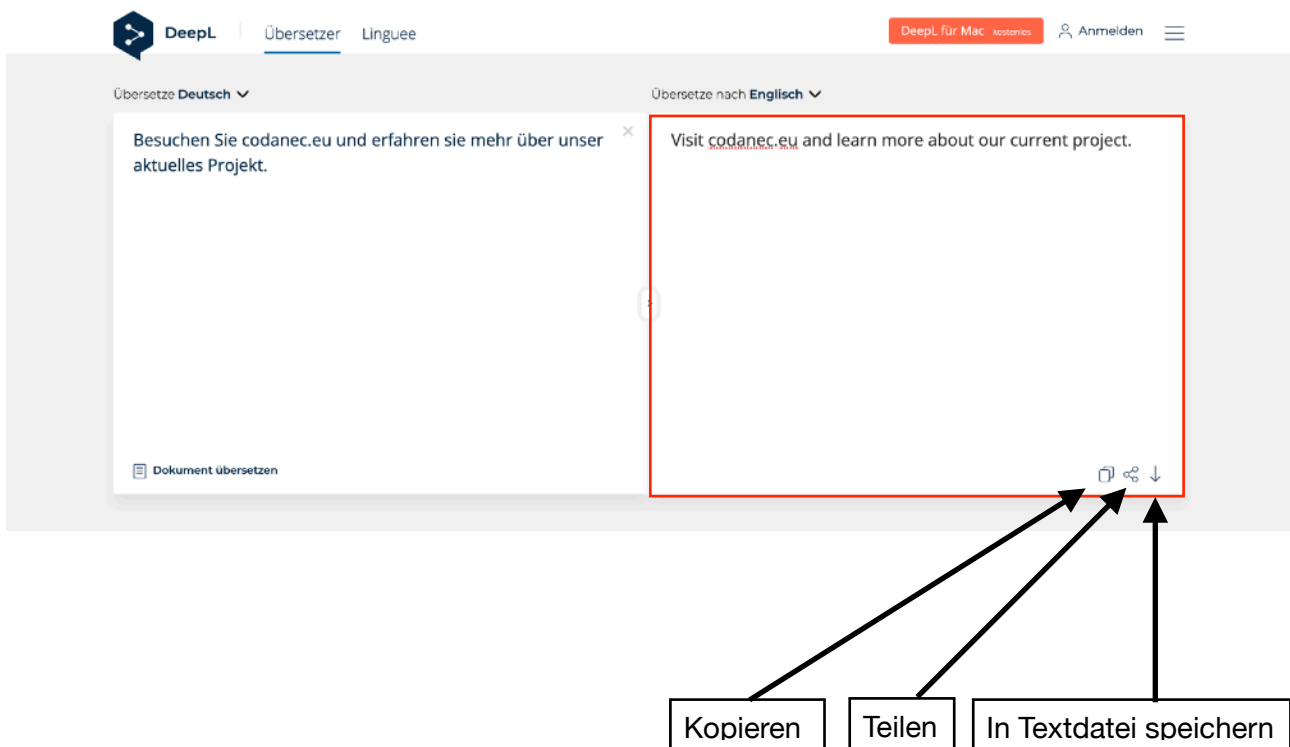 DeepL Übersetzer Linguee DeepL für Mac kostenlos Anmelden
Übersetze Deutsch Übersetze nach Englisch
Besuchen Sie codanec.eu und erfahren sie mehr über unser
aktuelles Projekt.
Visit codanec.eu and learn more about our current project.
Dokument übersetzen
Kopieren Teilen In Textdatei speichern